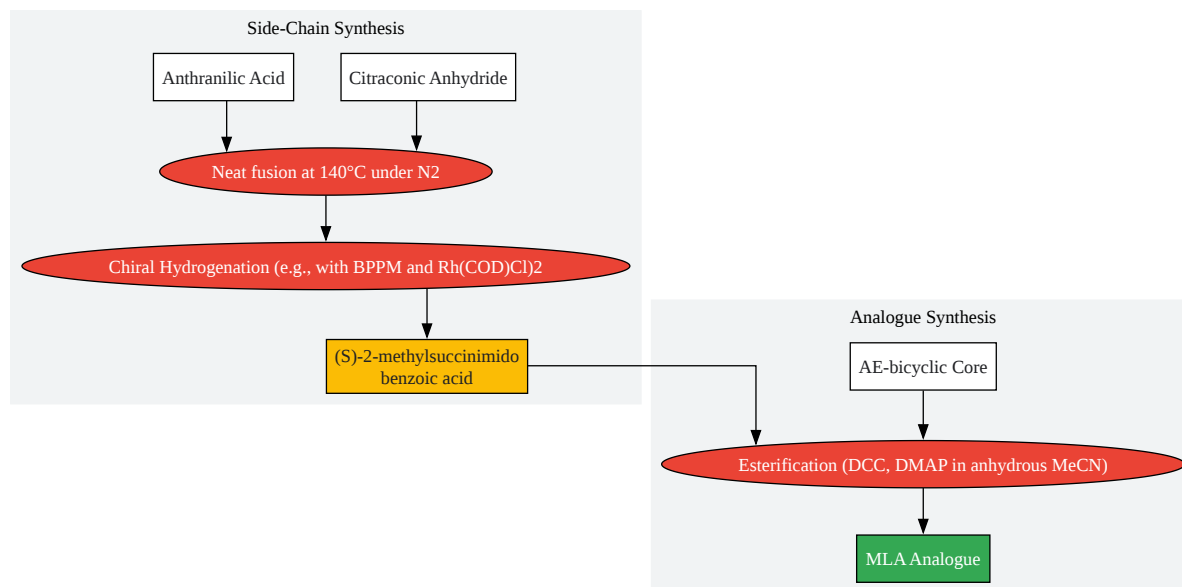 Side-Chain Synthesis
Anthranilic Acid
Citraconic Anhydride
Neat fusion at 140°C under N2
Chiral Hydrogenation (e.g., with BPPM and Rh(COD)Cl)2
(S)-2-methylsuccinimido
benzoic acid
Analogue Synthesis
AE-bicyclic Core
Esterification (DCC, DMAP in anhydrous MeCN)
MLA Analogue